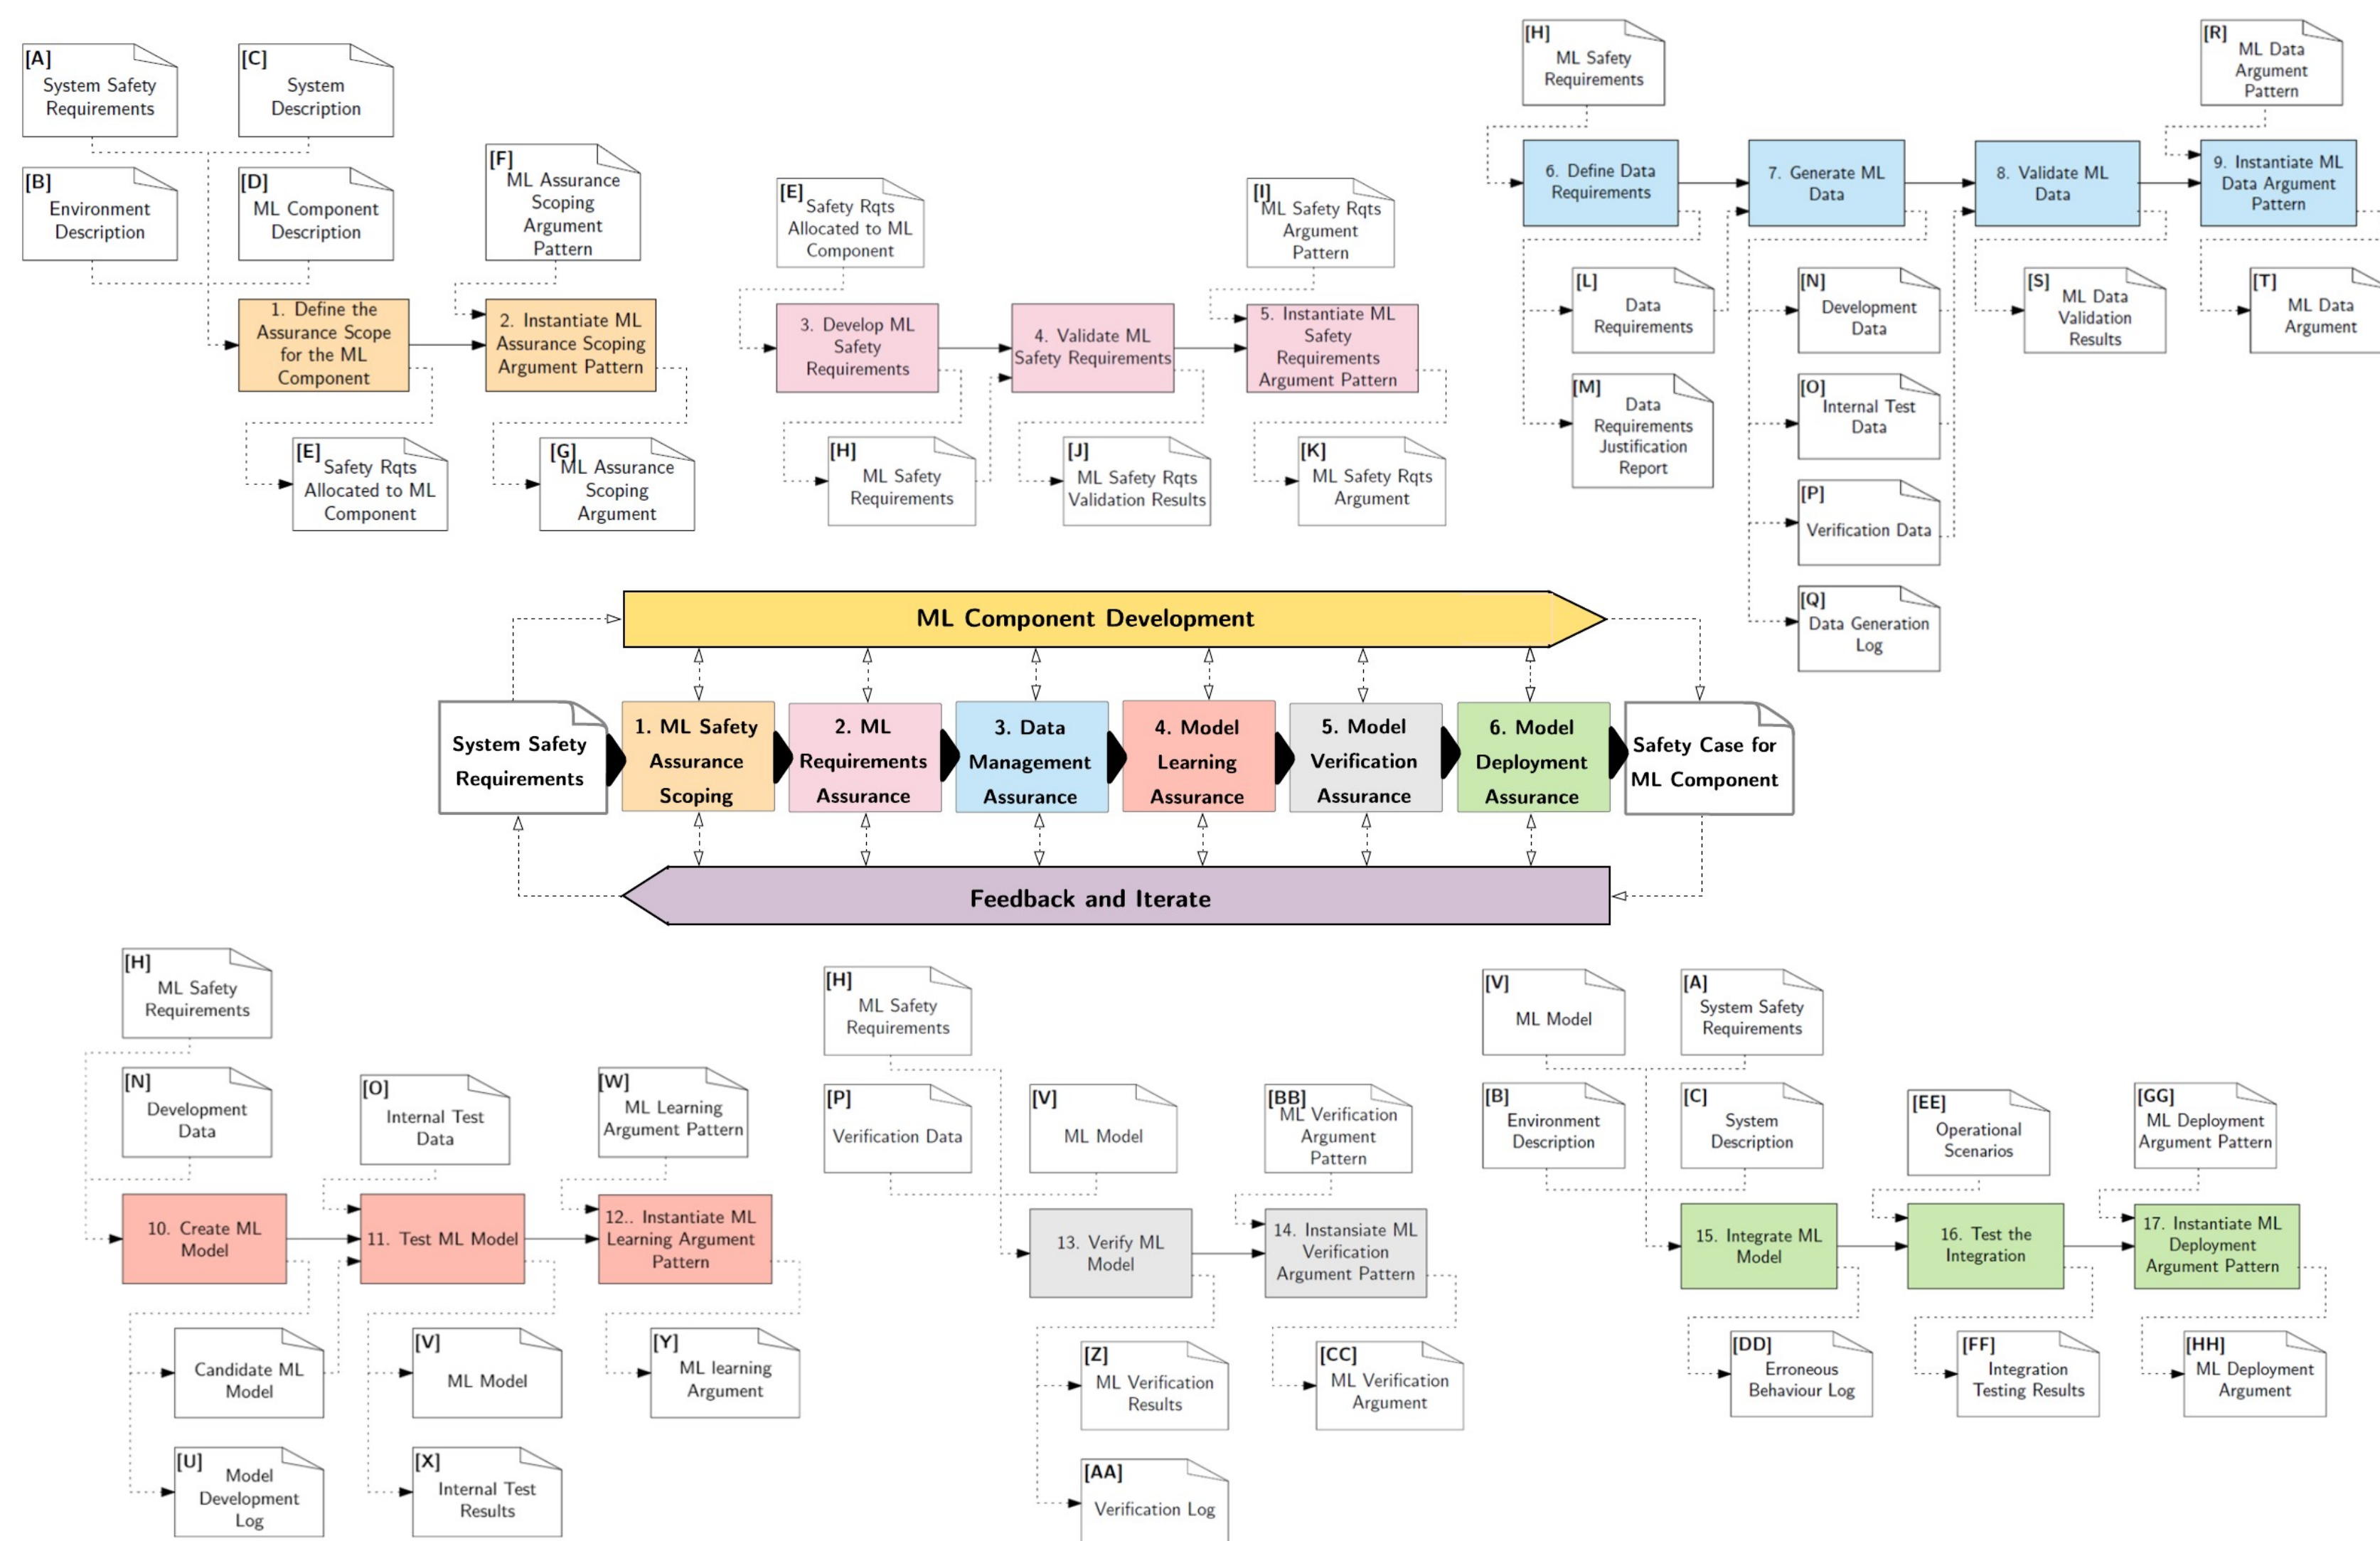 [A]
System Safety
Requirements
[C]
System
Description
[B]
Environment
Description
[D]
ML Component
Description
[F]
ML Assurance
Scoping
Argument
Pattern
1. Define the
Assurance Scope
for the ML
Component
2. Instantiate ML
Assurance Scoping
Argument Pattern
[E]
Safety Rqts
Allocated to ML
Component
[G]
ML Assurance
Scoping
Argument
[E]
Safety Rqts
Allocated to ML
Component
[I]
ML Safety Rqts
Argument
Pattern
3. Develop ML
Safety
Requirements
4. Validate ML
Safety Requirements
5. Instantiate ML
Safety
Requirements
Argument Pattern
[H]
ML Safety
Requirements
[J]
ML Safety Rqts
Validation Results
[K]
ML Safety Rqts
Argument
[H]
ML Safety
Requirements
[R]
ML Data
Argument
Pattern
6. Define Data
Requirements
7. Generate ML
Data
8. Validate ML
Data
9. Instantiate ML
Data Argument
Pattern
[L]
Data
Requirements
[N]
Development
Data
[S]
ML Data
Validation
Results
[T]
ML Data
Argument
[M]
Data
Requirements
Justification
Report
[O]
Internal Test
Data
[P]
Verification Data
[Q]
Data Generation
Log
ML Component Development
System Safety
Requirements
1. ML Safety
Assurance
Scoping
2. ML
Requirements
Assurance
3. Data
Management
Assurance
4. Model
Learning
Assurance
5. Model
Verification
Assurance
6. Model
Deployment
Assurance
Safety Case for
ML Component
Feedback and Iterate
[H]
ML Safety
Requirements
[N]
Development
Data
[O]
Internal Test
Data
[W]
ML Learning
Argument Pattern
10. Create ML
Model
11. Test ML Model
12.. Instantiate ML
Learning Argument
Pattern
Candidate ML
Model
[V]
ML Model
[Y]
ML learning
Argument
[U]
Model
Development
Log
[X]
Internal Test
Results
[H]
ML Safety
Requirements
[P]
Verification Data
[V]
ML Model
[BB]
ML Verification
Argument
Pattern
13. Verify ML
Model
14. Instansiate ML
Verification
Argument Pattern
[Z]
ML Verification
Results
[CC]
ML Verification
Argument
[AA]
Verification Log
[V]
ML Model
[A]
System Safety
Requirements
[B]
Environment
Description
[C]
System
Description
[EE]
Operational
Scenarios
[GG]
ML Deployment
Argument Pattern
15. Integrate ML
Model
16. Test the
Integration
17. Instantiate ML
Deployment
Argument Pattern
[DD]
Erroneous
Behaviour Log
[FF]
Integration
Testing Results
[HH]
ML Deployment
Argument